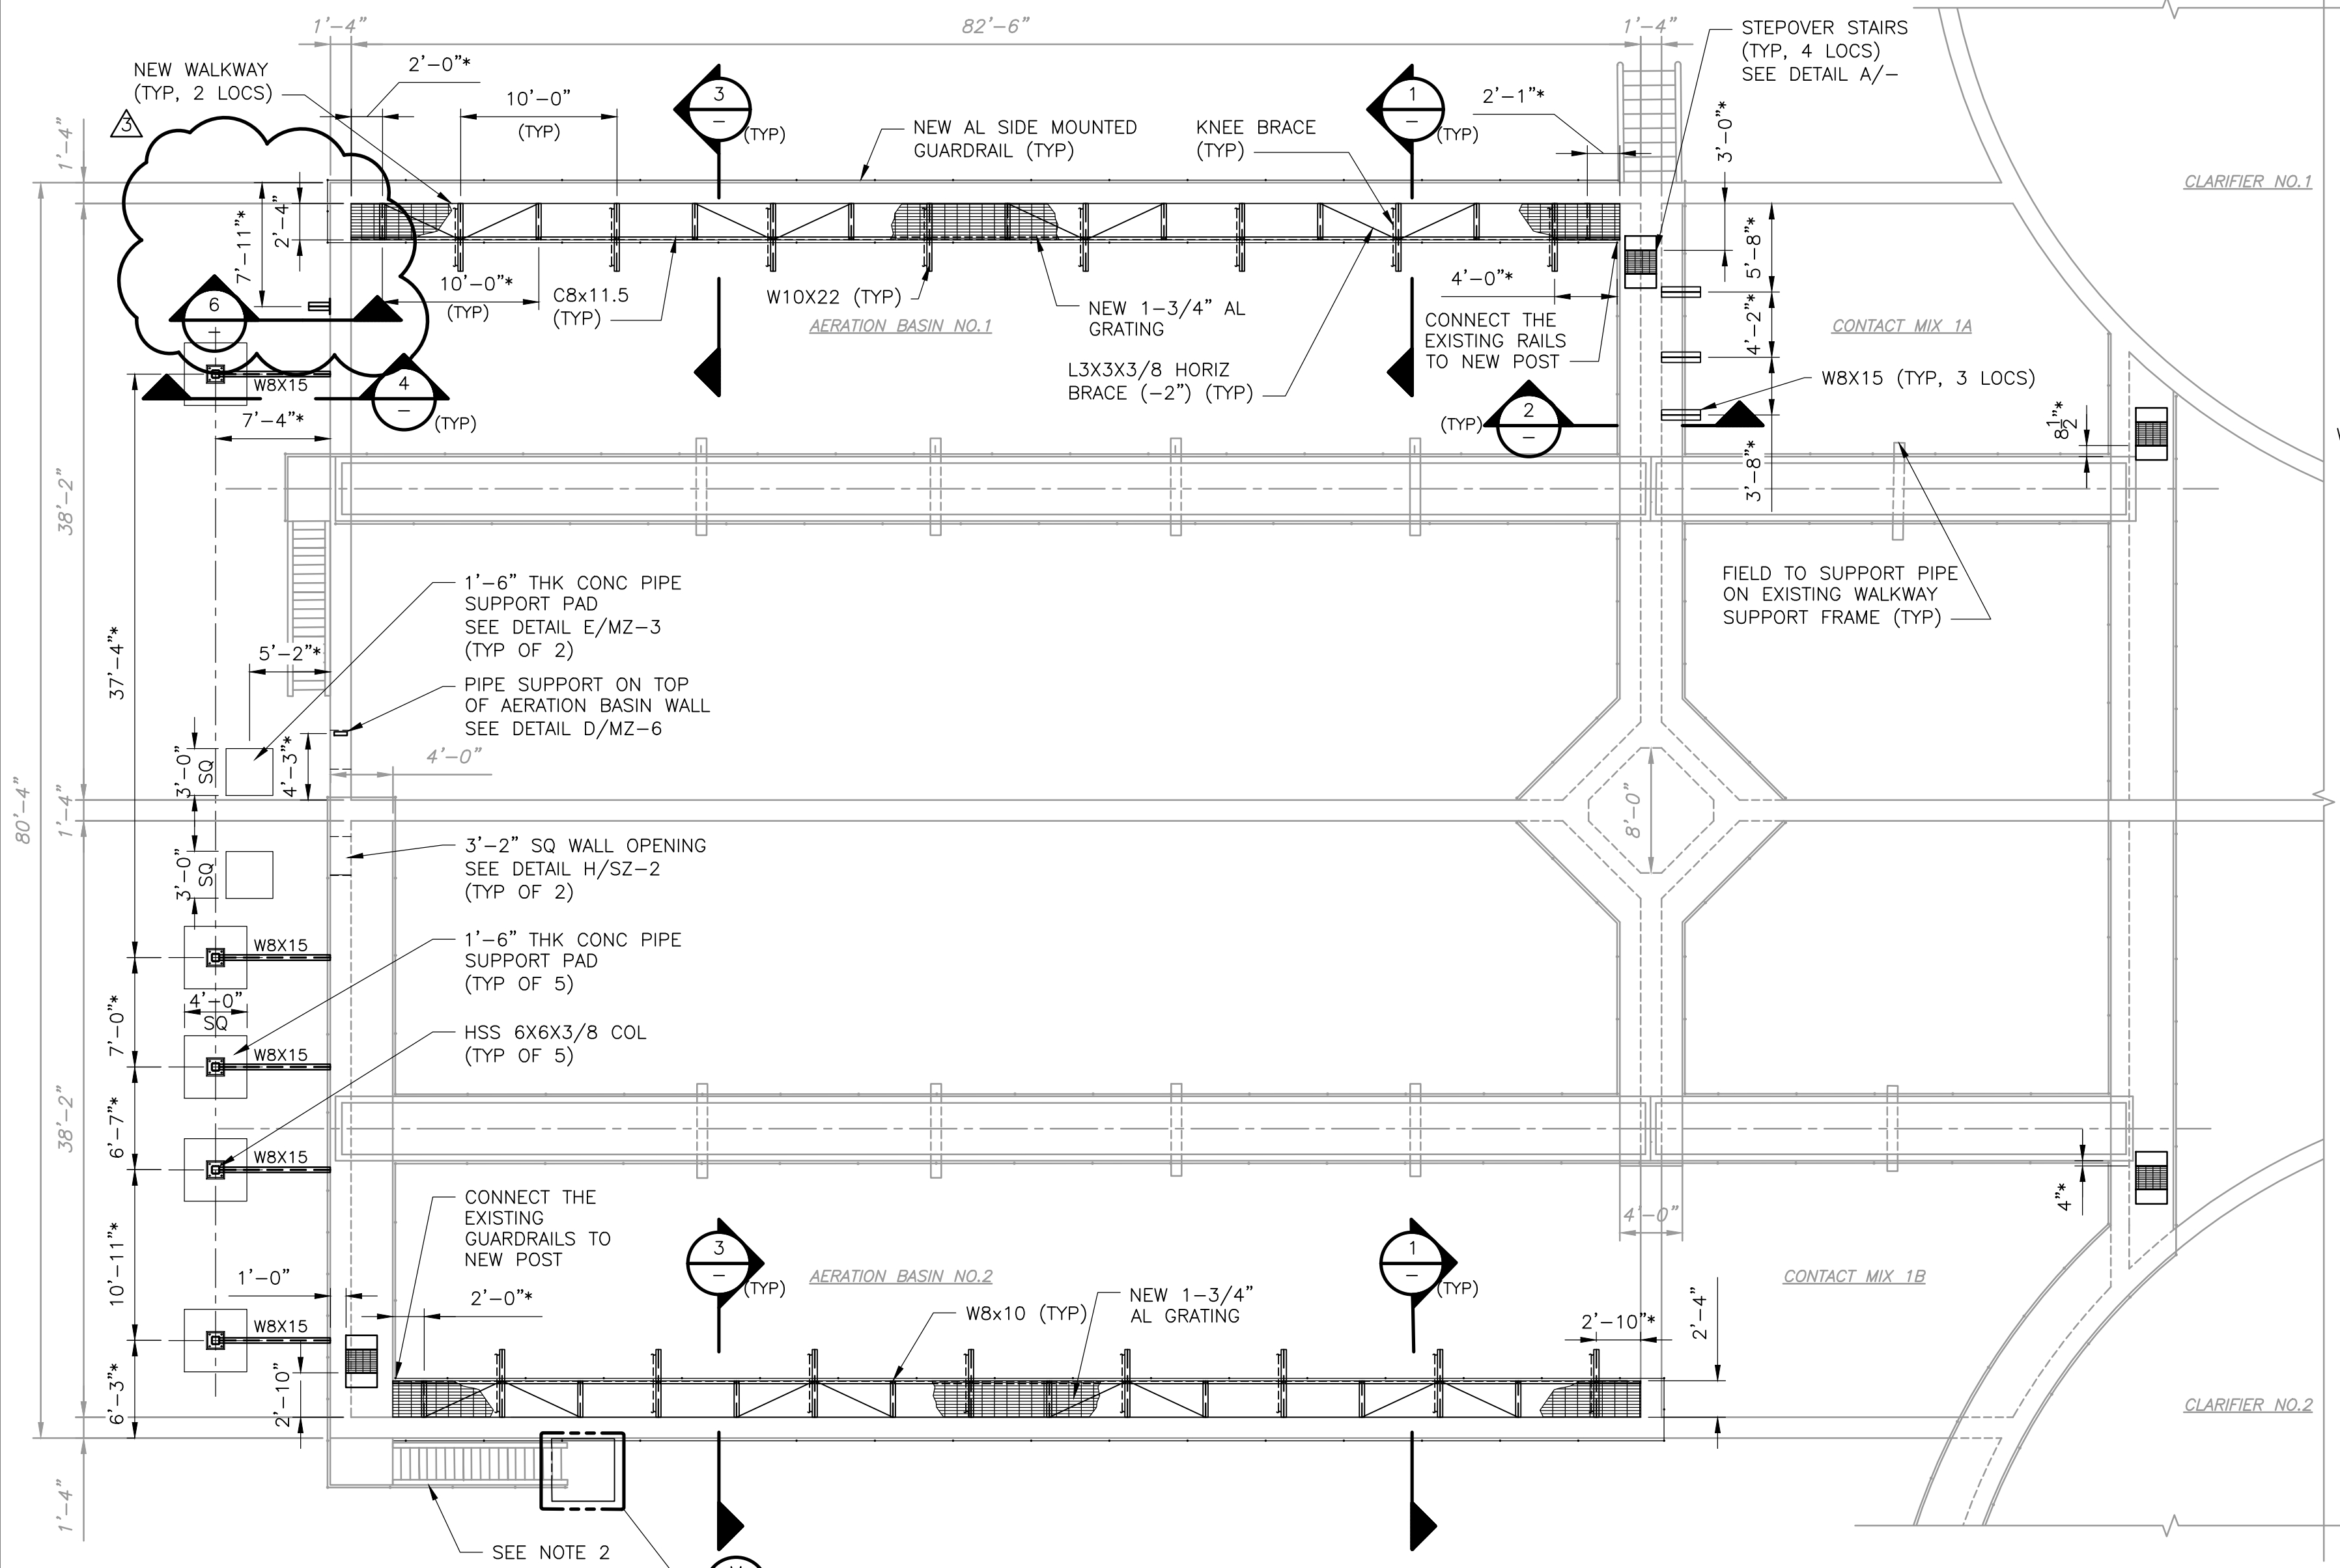 1'-4"
82'-6"
1'-4"
STEPOVER STAIRS
(TYP, 4 LOCS)
SEE DETAIL A/-
NEW WALKWAY
(TYP, 2 LOCS)
2'-0"*
10'-0"
(TYP)
3
-
(TYP)
NEW AL SIDE MOUNTED
GUARDRAIL (TYP)
KNEE BRACE
(TYP)
1
-
(TYP)
2'-1"*
3'-0"*
3
1'-4"
CLARIFIER NO.1
7'-11"*
2'-4"
10'-0"*
(TYP)
C8x11.5
(TYP)
W10X22 (TYP)
AERATION BASIN NO.1
NEW 1-3/4" AL
GRATING
L3X3X3/8 HORIZ
BRACE (-2") (TYP)
4'-0"*
CONNECT THE
EXISTING RAILS
TO NEW POST
5'-8"*
4'-2"*
3'-8"*
CONTACT MIX 1A
W8X15 (TYP, 3 LOCS)
6
-
W8X15
4
-
(TYP)
7'-4"*
(TYP)
2
-
8 1/2"*
38'-2"
FIELD TO SUPPORT PIPE
ON EXISTING WALKWAY
SUPPORT FRAME (TYP)
1'-6" THK CONC PIPE
SUPPORT PAD
SEE DETAIL E/MZ-3
(TYP OF 2)
37'-4"*
5'-2"*
PIPE SUPPORT ON TOP
OF AERATION BASIN WALL
SEE DETAIL D/MZ-6
3'-0"
SQ
4'-3"*
4'-0"
80'-4"
1'-4"
8'-0"
3'-2" SQ WALL OPENING
SEE DETAIL H/SZ-2
(TYP OF 2)
3'-0"
SQ
W8X15
1'-6" THK CONC PIPE
SUPPORT PAD
(TYP OF 5)
4'-0"
SQ
7'-0"*
W8X15
HSS 6X6X3/8 COL
(TYP OF 5)
38'-2"
6'-7"*
W8X15
CONNECT THE
EXISTING
GUARDRAILS TO
NEW POST
4'-0"
4"*
10'-11"*
1'-0"
2'-0"*
3
-
(TYP)
AERATION BASIN NO.2
W8x10 (TYP)
NEW 1-3/4"
AL GRATING
1
-
(TYP)
2'-10"*
2'-4"
CONTACT MIX 1B
W8X15
6'-3"*
2'-10"
CLARIFIER NO.2
1'-4"
SEE NOTE 2